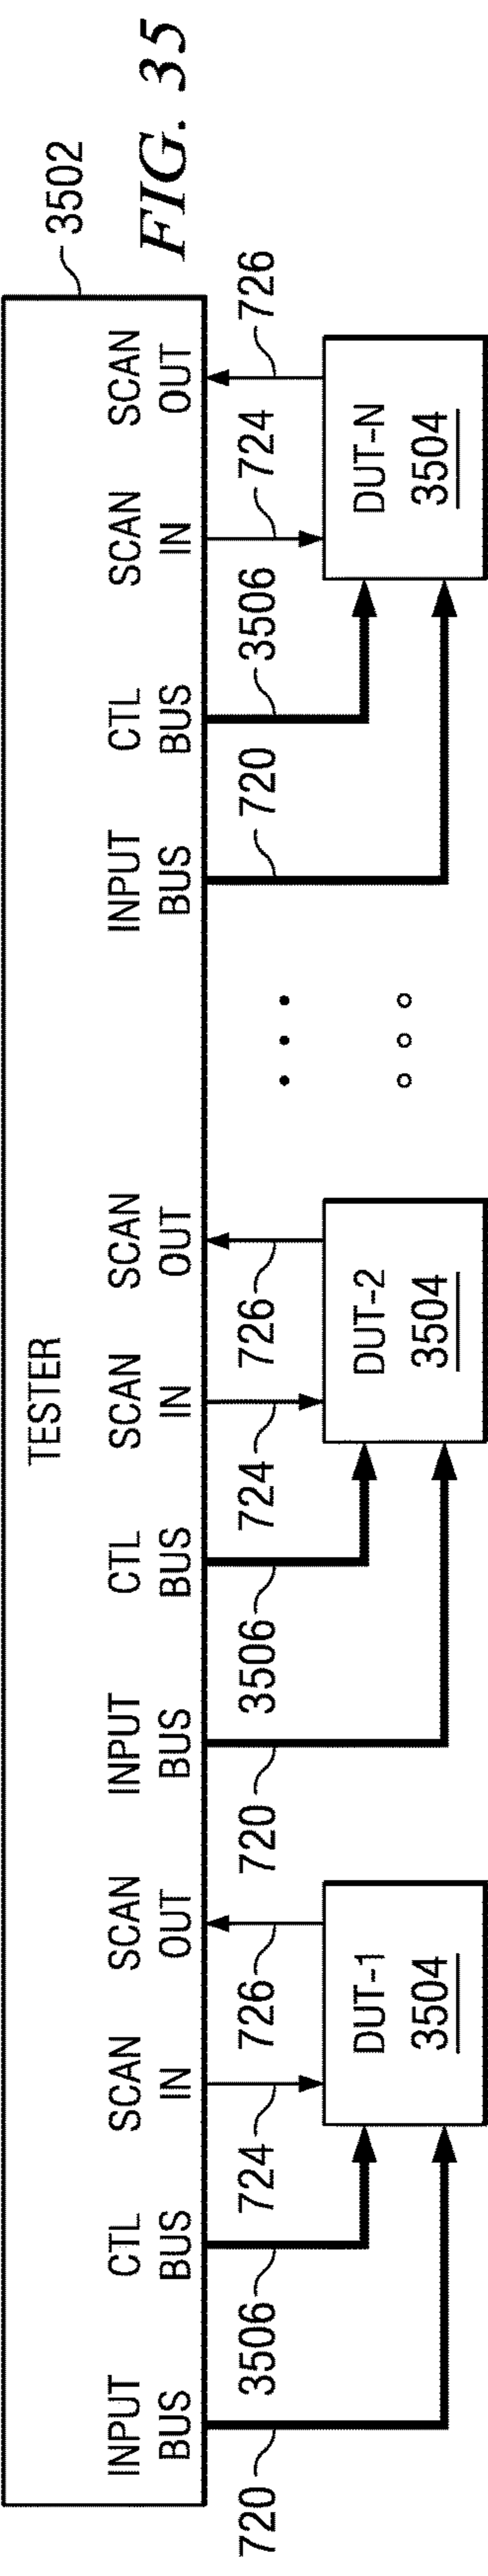 TESTER
3502
INPUT
BUS
CTL
BUS
SCAN
IN
SCAN
OUT
INPUT
BUS
CTL
BUS
SCAN
IN
SCAN
OUT
INPUT
BUS
CTL
BUS
SCAN
IN
SCAN
OUT
720
3506
724
726
720
3506
724
726
720
3506
724
726
DUT-1
3504
DUT-2
3504
DUT-N
3504
FIG. 35